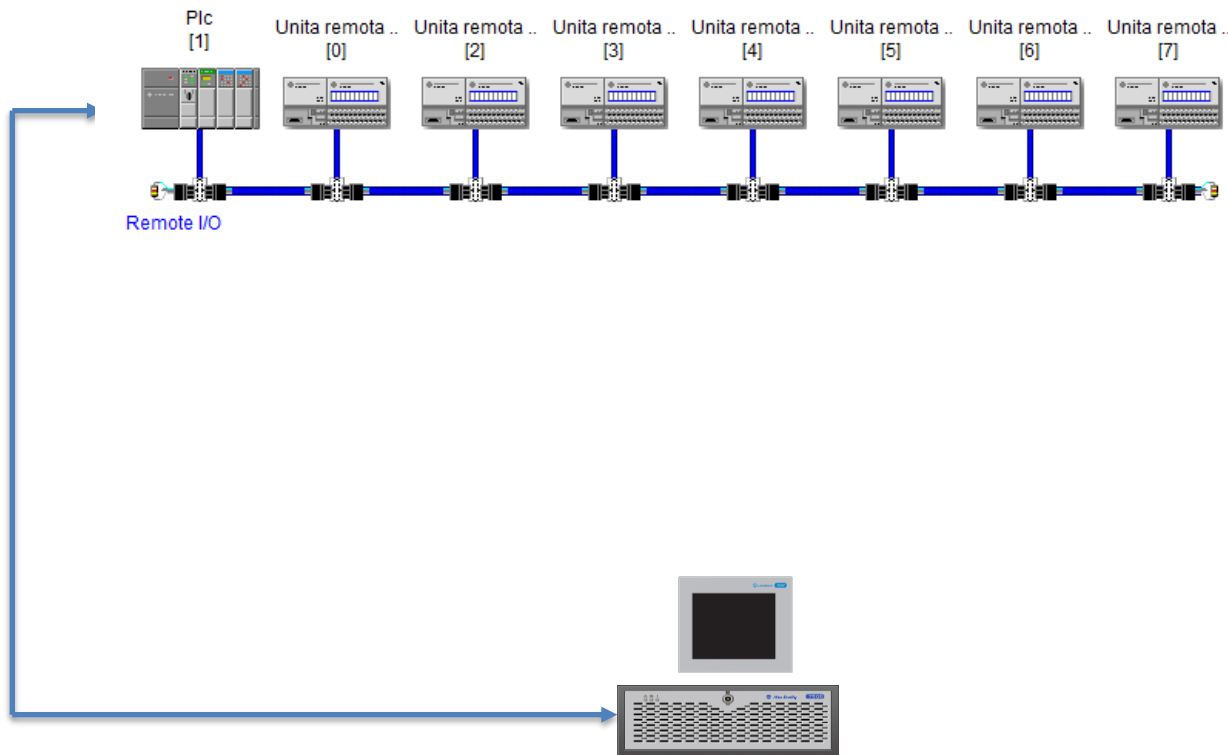 Plc
[1]
Unita remota ..
[0]
Unita remota ..
[2]
Unita remota ..
[3]
Unita remota ..
[4]
Unita remota ..
[5]
Unita remota ..
[6]
Unita remota ..
[7]
Remote I/O